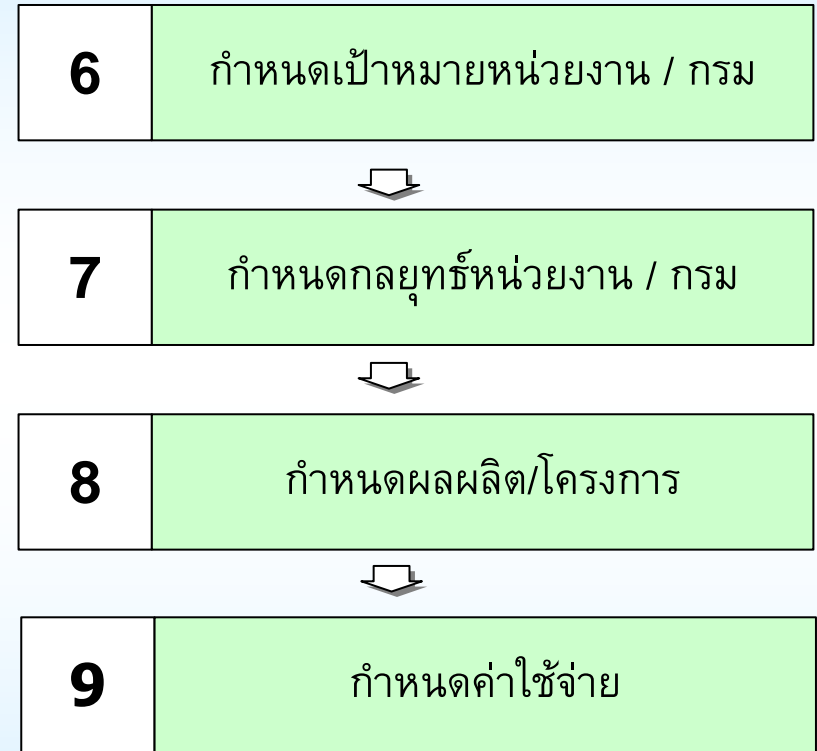 6 กำหนดเป้าหมายหน่วยงาน / กรม
7 กำหนดกลยุทธ์หน่วยงาน / กรม
8 กำหนดผลผลิต/โครงการ
9 กำหนดค่าใช้จ่าย